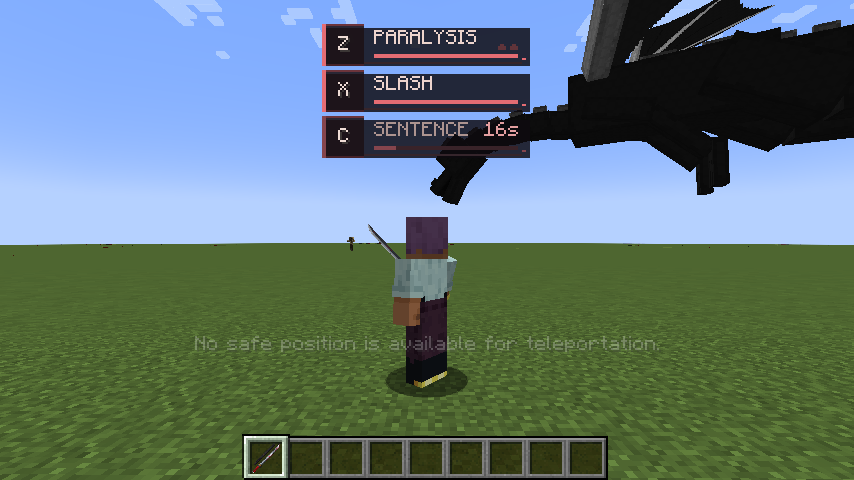 Z PARALYSIS
X SLASH
C SENTENCE 16s
No safe position is available for teleportation.